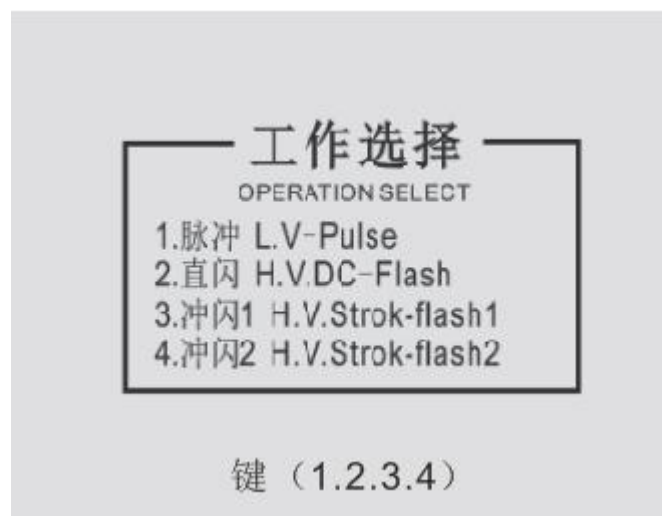 工作选择
OPERATION SELECT
1.脉冲 L.V-Pulse
2.直闪 H.V.DC-Flash
3.冲闪1 H.V.Strok-flash1
4.冲闪2 H.V.Strok-flash2
键（1.2.3.4）